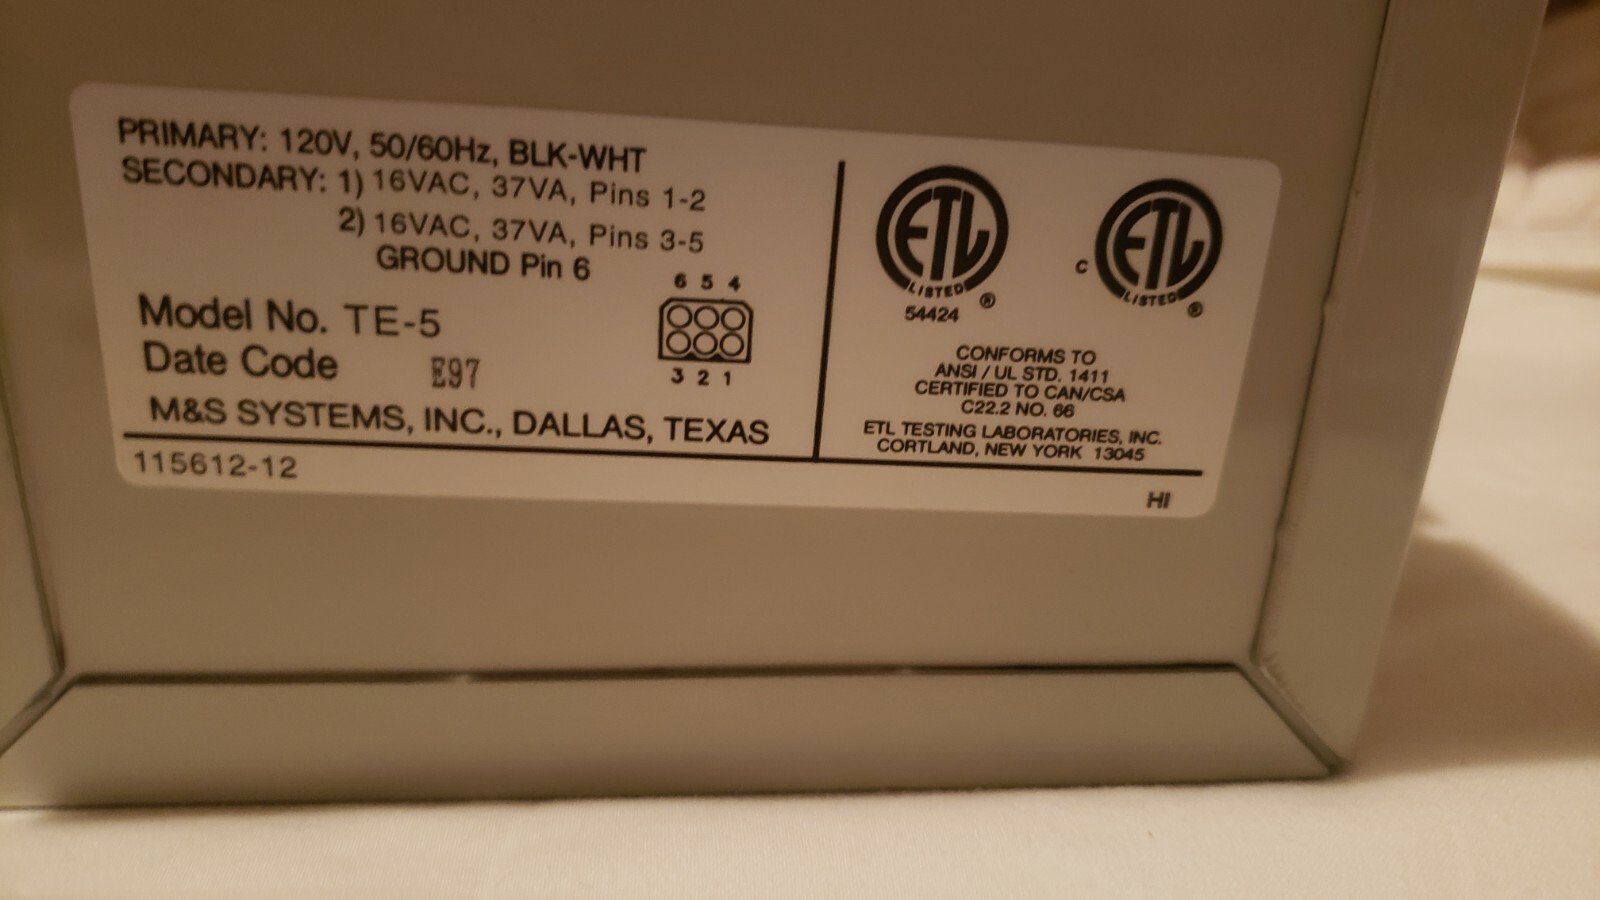 PRIMARY: 120V, 50/60Hz, BLK-WHT
SECONDARY: 1) 16VAC, 37VA, Pins 1-2
2) 16VAC, 37VA, Pins 3-5
GROUND Pin 6
6 5 4
3 2 1
Model No. TE-5
Date Code E97
M&S SYSTEMS, INC., DALLAS, TEXAS
115612-12
ETL
LISTED ®
54424
C ETL
LISTED ®
CONFORMS TO
ANSI / UL STD. 1411
CERTIFIED TO CAN/CSA
C22.2 NO. 66
ETL TESTING LABORATORIES, INC.
CORTLAND, NEW YORK 13045
HI